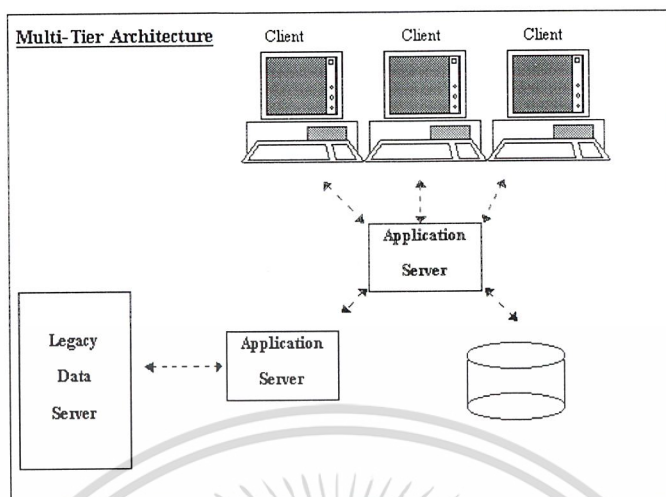 Multi-Tier Architecture
Client
Client
Client
Application
Server
Legacy
Data
Server
Application
Server